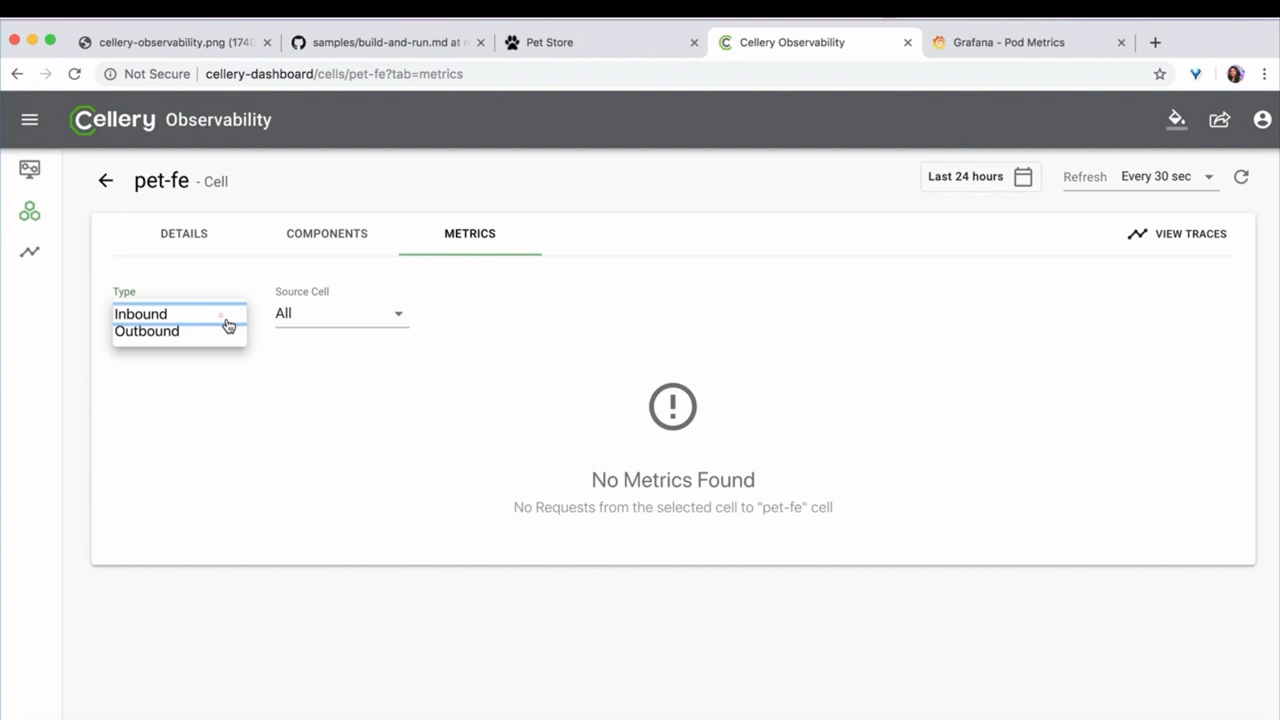 cellery-observability.png (1740
samples/build-and-run.md at m
Pet Store
Cellery Observability
Grafana - Pod Metrics
Not Secure
cellery-dashboard/cells/pet-fe?tab=metrics
Cellery Observability
pet-fe - Cell
Last 24 hours
Refresh Every 30 sec
DETAILS
COMPONENTS
METRICS
VIEW TRACES
Type
Source Cell
Inbound
All
Outbound
No Metrics Found
No Requests from the selected cell to "pet-fe" cell